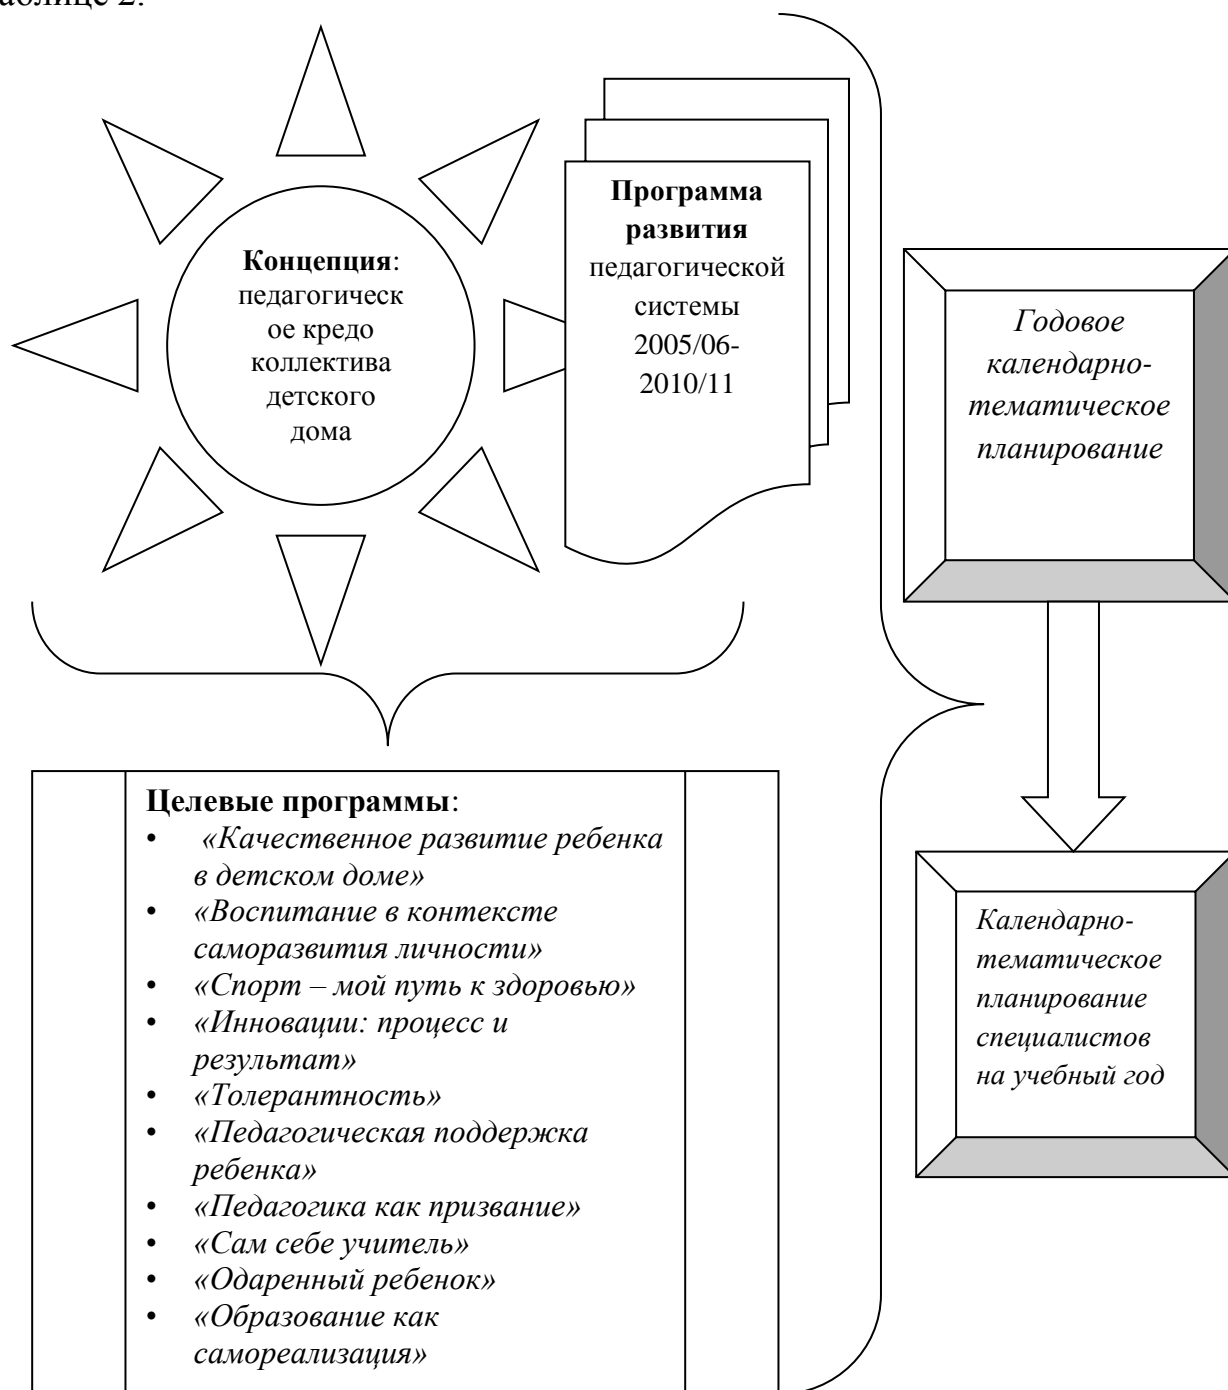 аблице 2.
Концепция:
педагогическ
ое кредо
коллектива
детского
дома
Программа
развития
педагогической
системы
2005/06-
2010/11
Годовое
календарно-
тематическое
планирование
Целевые программы:
• «Качественное развитие ребенка
в детском доме»
• «Воспитание в контексте
саморазвития личности»
• «Спорт – мой путь к здоровью»
• «Инновации: процесс и
результат»
• «Толерантность»
• «Педагогическая поддержка
ребенка»
• «Педагогика как призвание»
• «Сам себе учитель»
• «Одаренный ребенок»
• «Образование как
самореализация»
Календарно-
тематическое
планирование
специалистов
на учебный год